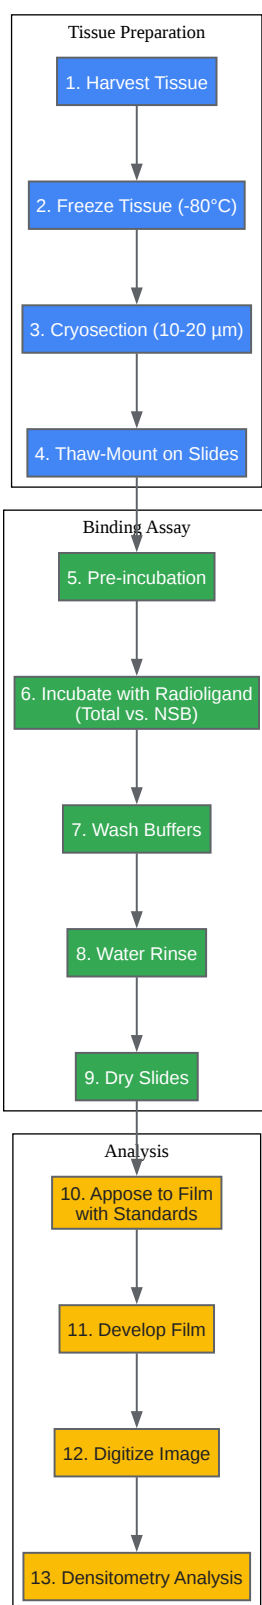 Tissue Preparation
1. Harvest Tissue
2. Freeze Tissue (-80°C)
3. Cryosection (10-20 µm)
4. Thaw-Mount on Slides
Binding Assay
5. Pre-incubation
6. Incubate with Radioligand
(Total vs. NSB)
7. Wash Buffers
8. Water Rinse
9. Dry Slides
Analysis
10. Appose to Film
with Standards
11. Develop Film
12. Digitize Image
13. Densitometry Analysis